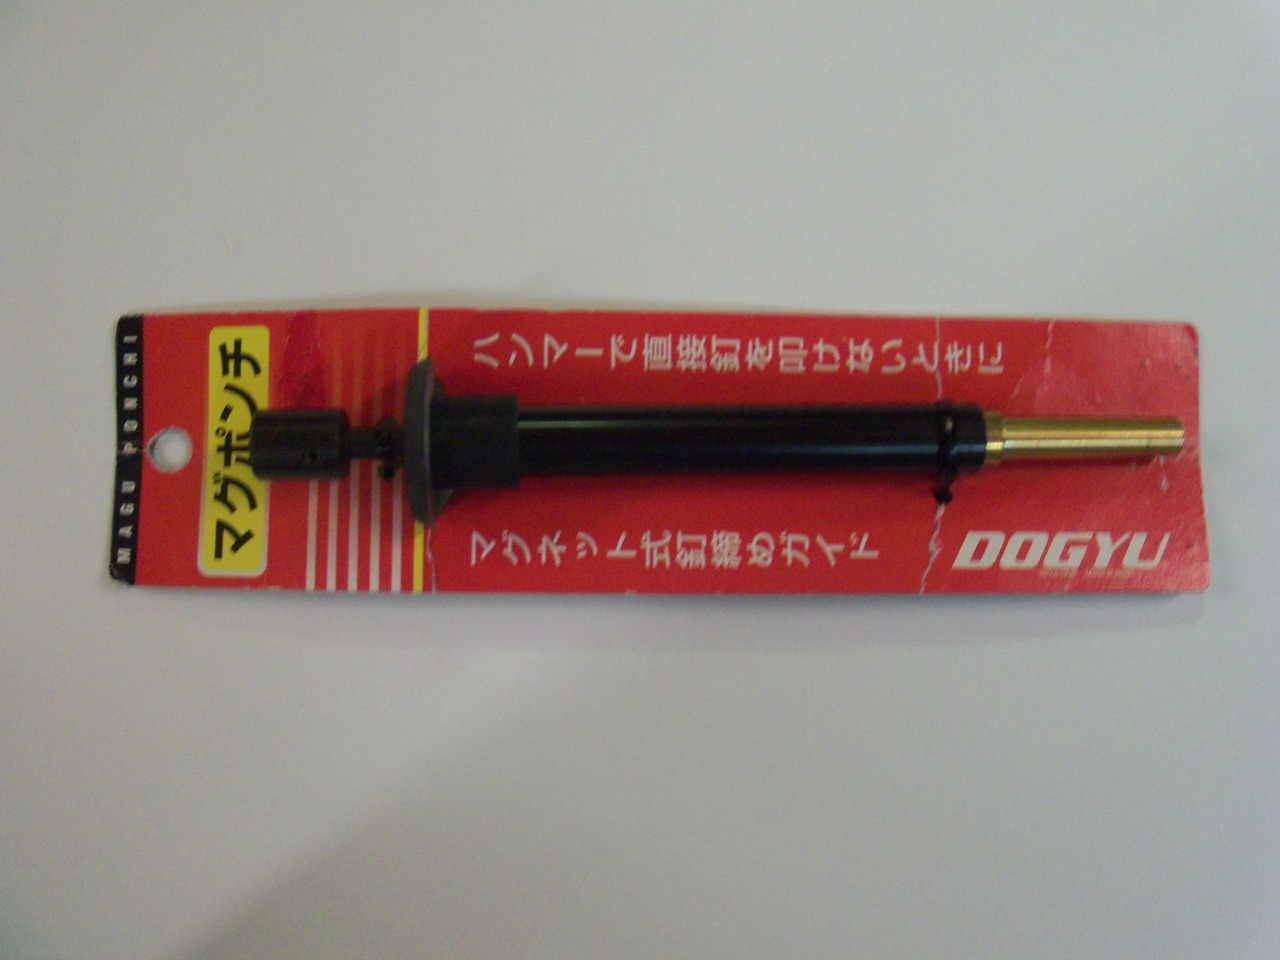 MAGU PONCHI
マグポンチ
ハンマーで直接釘を叩けないときに
マグネット式釘締めガイド
DOGYU